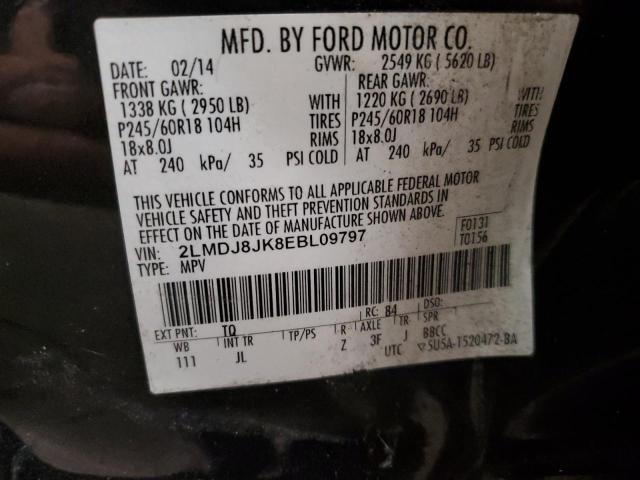 MFD. BY FORD MOTOR CO.
DATE: 02/14 GVWR: 2549 KG ( 5620 LB)
FRONT GAWR: REAR GAWR:
1338 KG ( 2950 LB) WITH 1220 KG ( 2690 LB) WITH
P245/60R18 104H TIRES P245/60R18 104H TIRES
18x8.0J RIMS 18x8.0J RIMS
AT 240 kPa/ 35 PSI COLD AT 240 kPa/ 35 PSI COLD
THIS VEHICLE CONFORMS TO ALL APPLICABLE FEDERAL MOTOR
VEHICLE SAFETY AND THEFT PREVENTION STANDARDS IN
EFFECT ON THE DATE OF MANUFACTURE SHOWN ABOVE.
VIN: 2LMDJ8JK8EBL09797 F0131
TYPE: MPV T0156
EXT PNT: TQ RC: 84 DSO:
WB INT TR TP/PS R AXLE TR SPR
111 JL Z 3F J BBCC
UTC ▽5U5A-1520472-BA